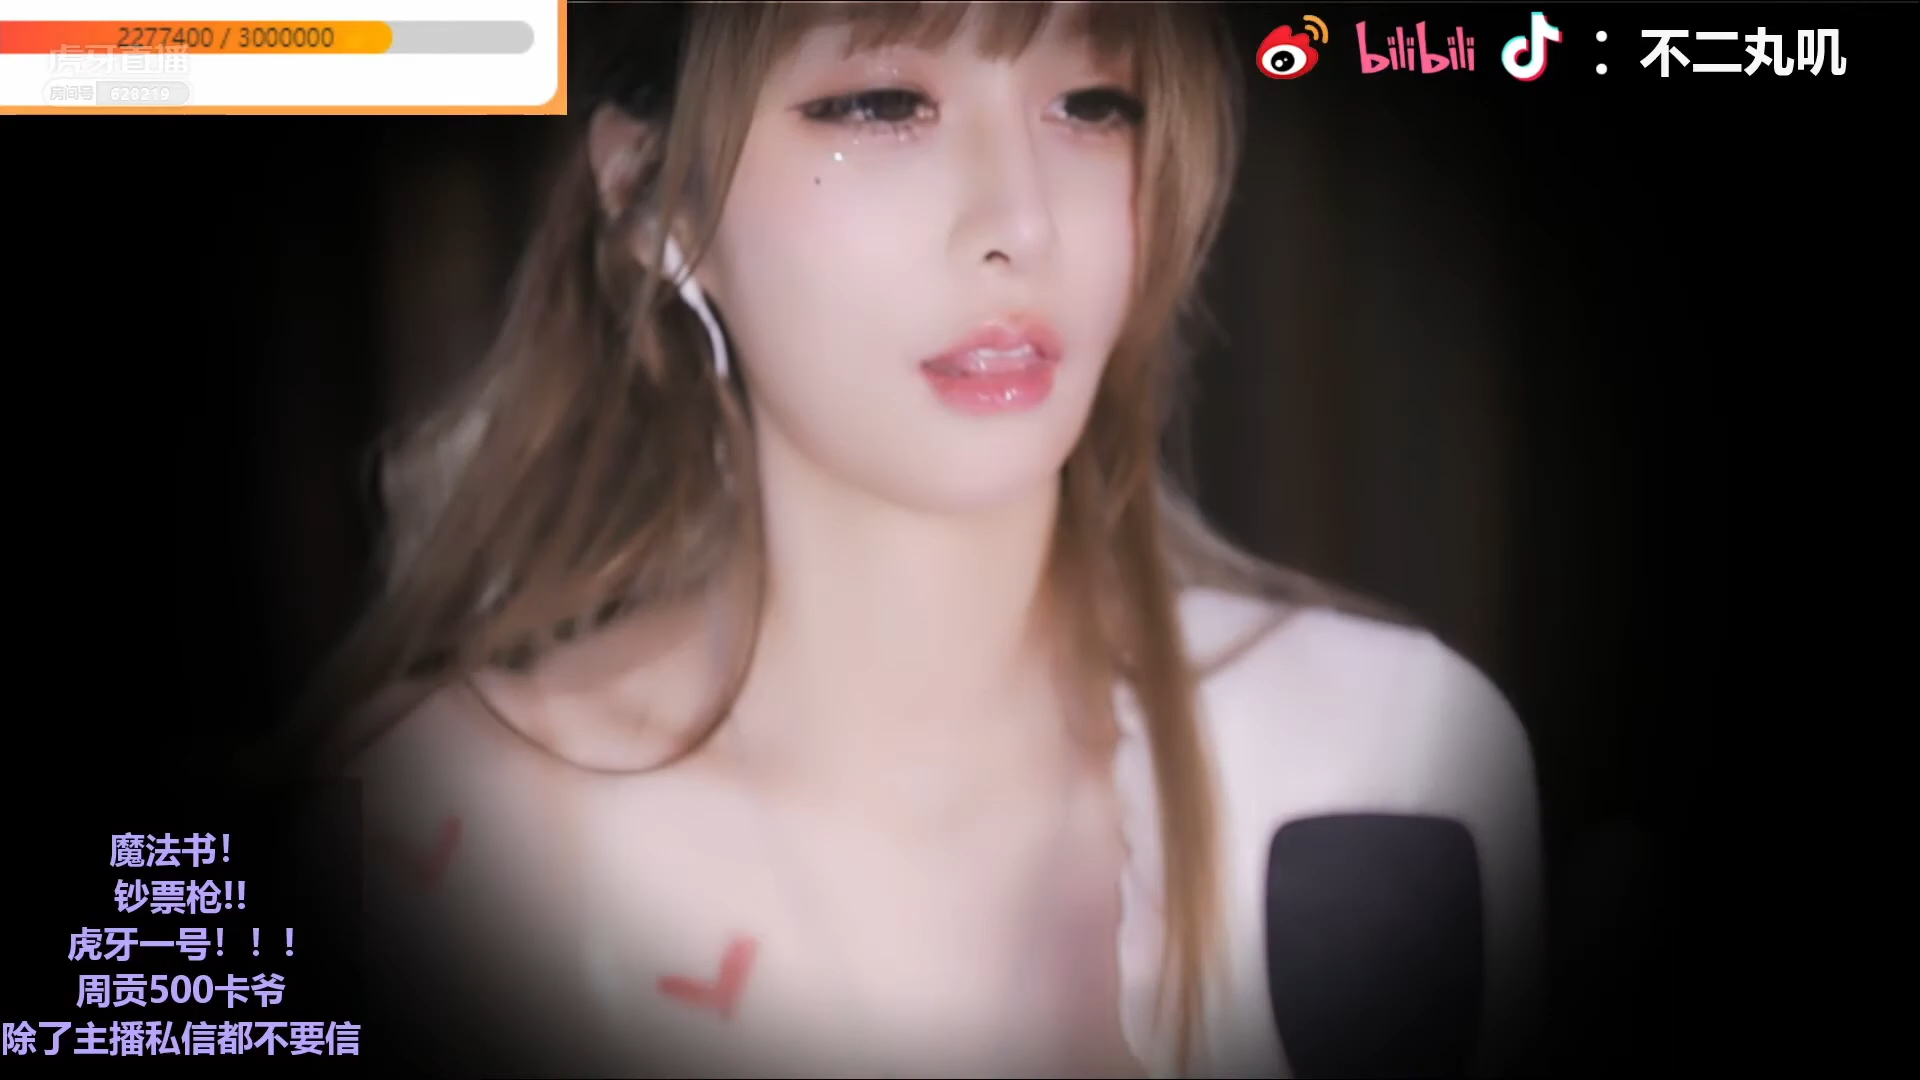 2277400 / 3000000
虎牙直播
房间号 628219
bilibili : 不二丸叽
魔法书!
钞票枪!!
虎牙一号! ! !
周贡500卡爷
除了主播私信都不要信